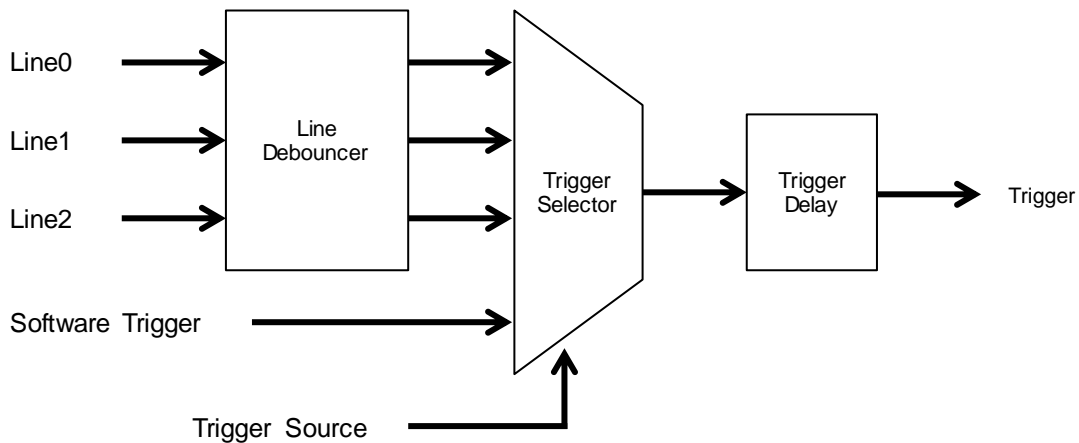 Line0
Line1
Line2
Line
Debouncer
Trigger
Selector
Trigger
Delay
Trigger
Software Trigger
Trigger Source